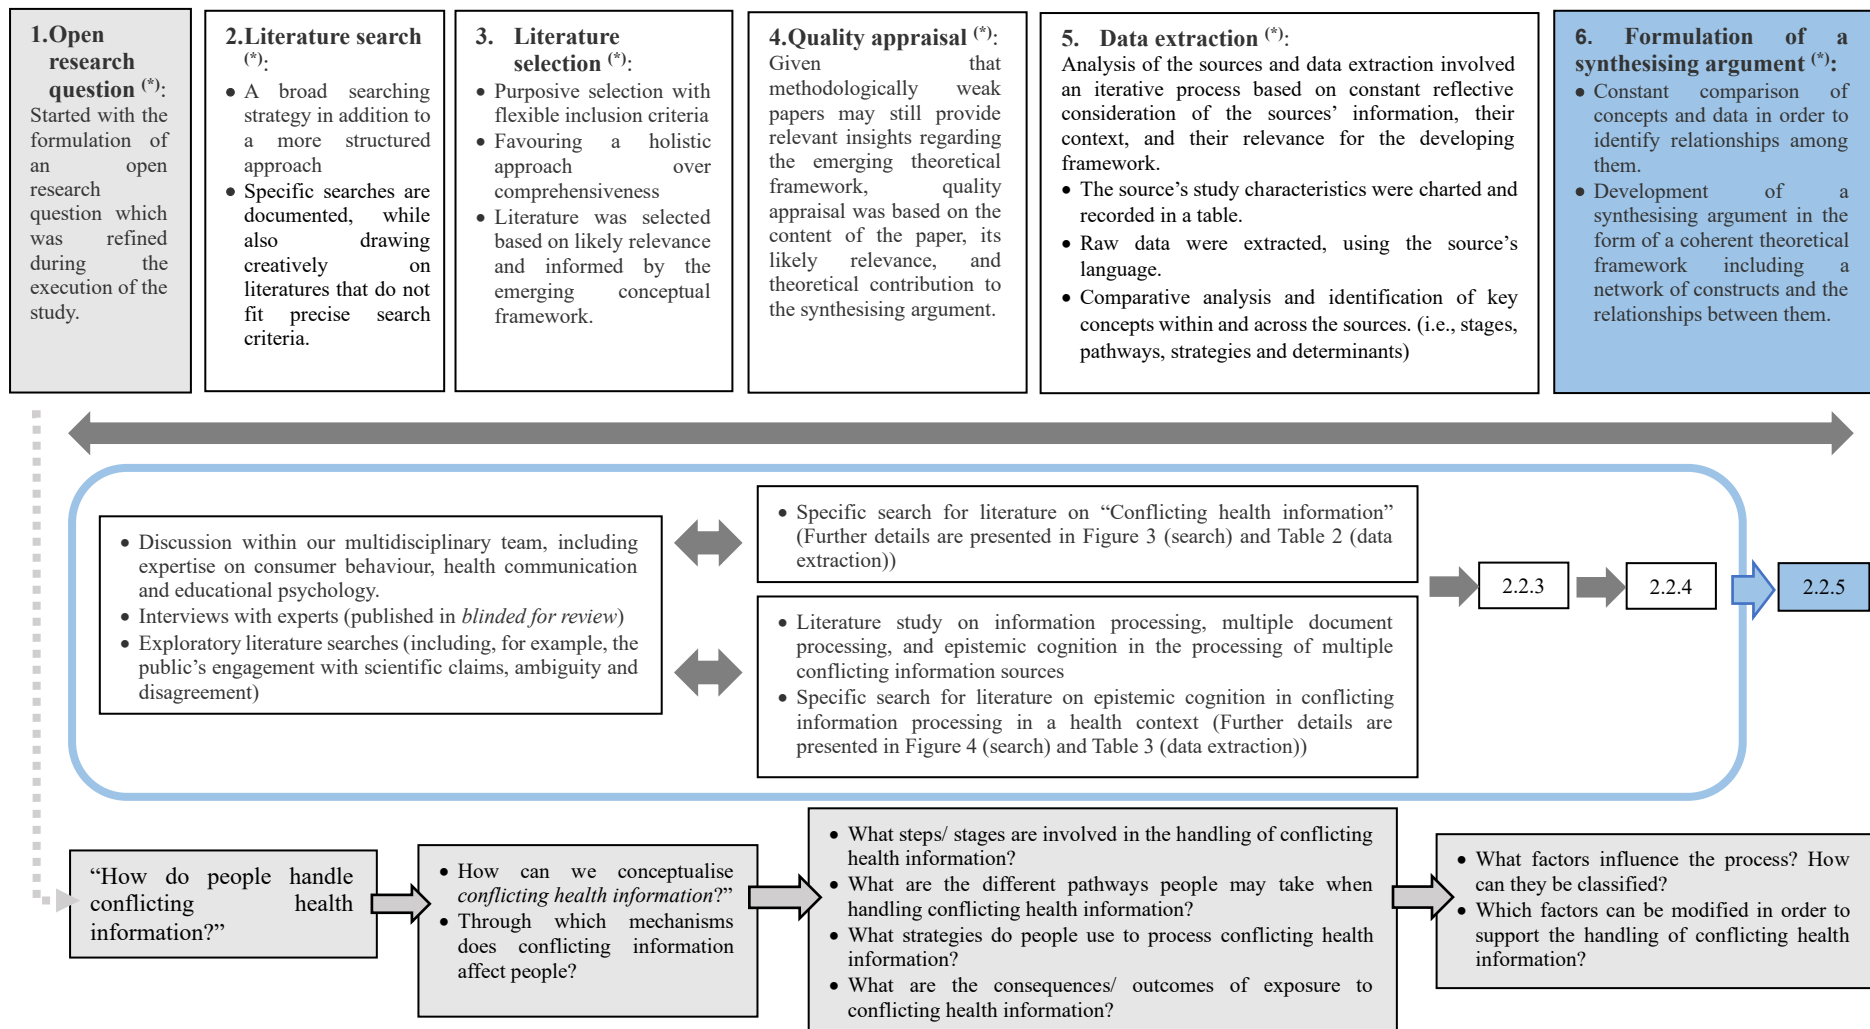 1.Open
research
question (*):
Started with the
formulation of
an open
research
question which
was refined
during the
execution of the
study.
2.Literature search
(*):
• A broad searching
strategy in addition to
a more structured
approach
• Specific searches are
documented, while
also drawing
creatively on
literatures that do not
fit precise search
criteria.
3. Literature
selection (*):
• Purposive selection with
flexible inclusion criteria
• Favouring a holistic
approach over
comprehensiveness
• Literature was selected
based on likely relevance
and informed by the
emerging conceptual
framework.
4.Quality appraisal (*):
Given that
methodologically weak
papers may still provide
relevant insights regarding
the emerging theoretical
framework, quality
appraisal was based on the
content of the paper, its
likely relevance, and
theoretical contribution to
the synthesising argument.
5. Data extraction (*):
Analysis of the sources and data extraction involved
an iterative process based on constant reflective
consideration of the sources’ information, their
context, and their relevance for the developing
framework.
• The source’s study characteristics were charted and
recorded in a table.
• Raw data were extracted, using the source’s
language.
• Comparative analysis and identification of key
concepts within and across the sources. (i.e., stages,
pathways, strategies and determinants)
6. Formulation of a
synthesising argument (*):
• Constant comparison of
concepts and data in order to
identify relationships among
them.
• Development of a
synthesising argument in the
form of a coherent theoretical
framework including a
network of constructs and the
relationships between them.
• Discussion within our multidisciplinary team, including
expertise on consumer behaviour, health communication
and educational psychology.
• Interviews with experts (published in blinded for review)
• Exploratory literature searches (including, for example, the
public’s engagement with scientific claims, ambiguity and
disagreement)
• Specific search for literature on “Conflicting health information”
(Further details are presented in Figure 3 (search) and Table 2 (data
extraction))
• Literature study on information processing, multiple document
processing, and epistemic cognition in the processing of multiple
conflicting information sources
• Specific search for literature on epistemic cognition in conflicting
information processing in a health context (Further details are
presented in Figure 4 (search) and Table 3 (data extraction))
2.2.3
2.2.4
2.2.5
“How do people handle
conflicting health
information?”
• How can we conceptualise
conflicting health information?”
• Through which mechanisms
does conflicting information
affect people?
• What steps/ stages are involved in the handling of conflicting
health information?
• What are the different pathways people may take when
handling conflicting health information?
• What strategies do people use to process conflicting health
information?
• What are the consequences/ outcomes of exposure to
conflicting health information?
• What factors influence the process? How
can they be classified?
• Which factors can be modified in order to
support the handling of conflicting health
information?